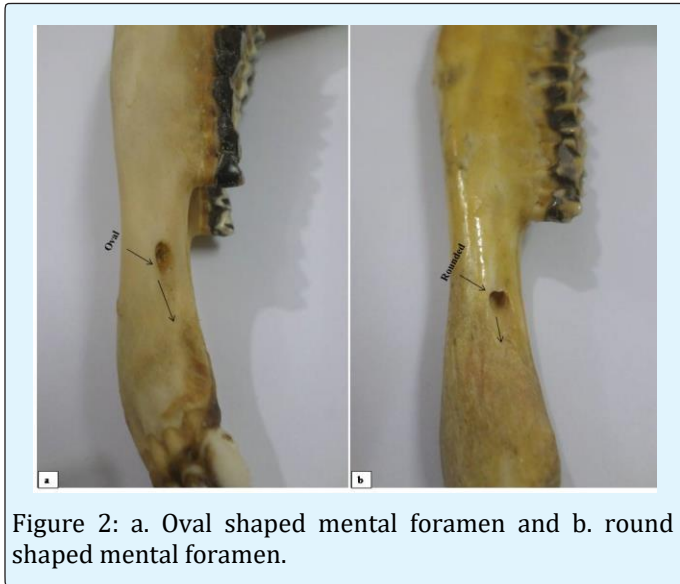 Oval
Rounded
a
b
Figure 2: a. Oval shaped mental foramen and b. round
shaped mental foramen.